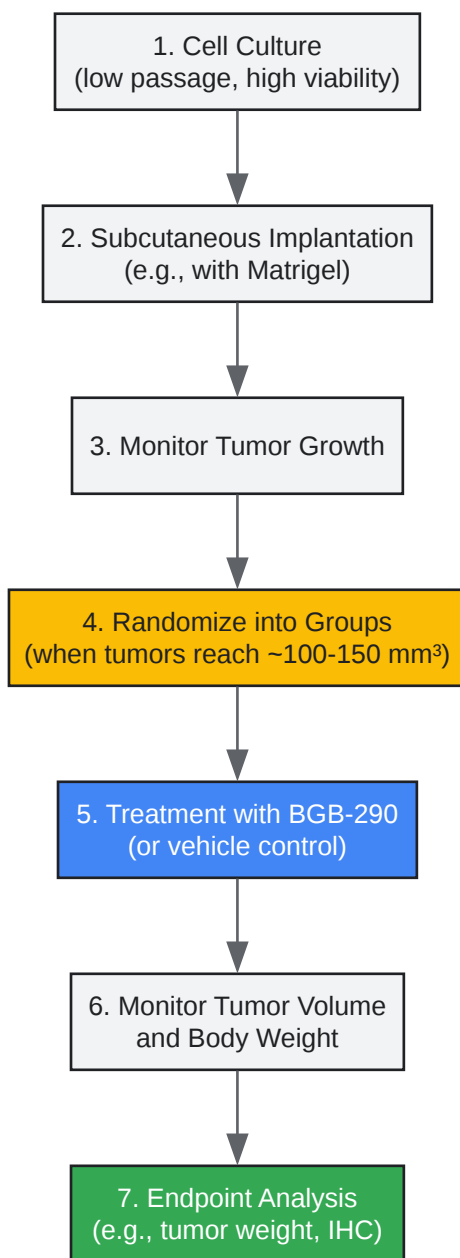 1. Cell Culture
(low passage, high viability)
2. Subcutaneous Implantation
(e.g., with Matrigel)
3. Monitor Tumor Growth
4. Randomize into Groups
(when tumors reach ~100-150 mm³)
5. Treatment with BGB-290
(or vehicle control)
6. Monitor Tumor Volume
and Body Weight
7. Endpoint Analysis
(e.g., tumor weight, IHC)